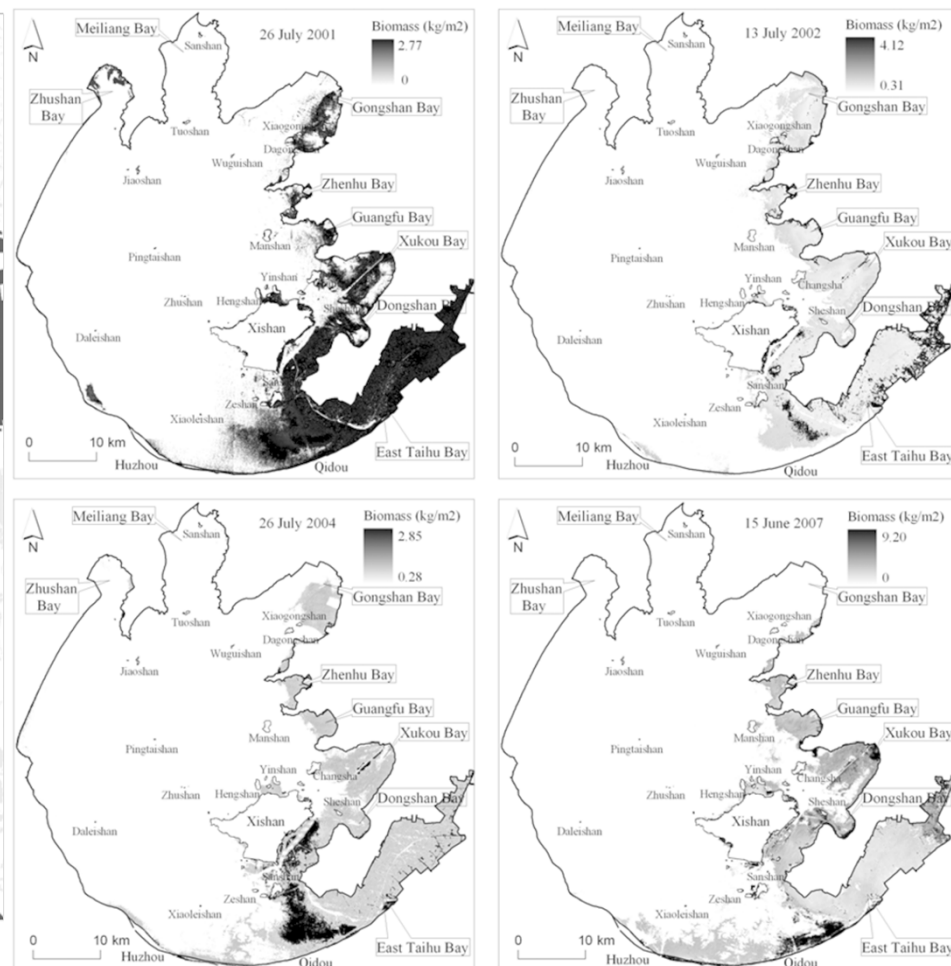 Meiliang Bay
26 July 2001
Biomass (kg/m2)
2.77
0
Sanshan
N
Zhushan
Bay
Gongshan Bay
Tuoshan
Wuguishan
Jiaoshan
Zhenhu Bay
Guangfu Bay
Manshan
Xukou Bay
Pingtaishan
Yinshan
Zhushan
Hengshan
Xishan
Daleishan
Zeshan
Xiaoleishan
0 10 km
East Taihu Bay
Huzhou
Qidou
Meiliang Bay
13 July 2002
Biomass (kg/m2)
4.12
0.31
Sanshan
N
Zhushan
Bay
Gongshan Bay
Xiaogongshan
Tuoshan
Dagongshan
Wuguishan
Jiaoshan
Zhenhu Bay
Guangfu Bay
Manshan
Xukou Bay
Pingtaishan
Yinshan
Changsha
Zhushan
Hengshan
Dongshan Bay
Sheshan
Xishan
Daleishan
Sanshan
Zeshan
Xiaoleishan
0 10 km
East Taihu Bay
Huzhou
Qidou
Meiliang Bay
26 July 2004
Biomass (kg/m2)
2.85
0.28
Sanshan
N
Zhushan
Bay
Gongshan Bay
Xiaogongshan
Tuoshan
Dagongshan
Wuguishan
Jiaoshan
Zhenhu Bay
Guangfu Bay
Manshan
Xukou Bay
Pingtaishan
Yinshan
Changsha
Zhushan
Hengshan
Dongshan Bay
Sheshan
Xishan
Daleishan
Sanshan
Zeshan
Xiaoleishan
0 10 km
East Taihu Bay
Huzhou
Qidou
Meiliang Bay
15 June 2007
Biomass (kg/m2)
9.20
0
Sanshan
N
Zhushan
Bay
Gongshan Bay
Xiaogongshan
Tuoshan
Dagongshan
Wuguishan
Jiaoshan
Zhenhu Bay
Guangfu Bay
Manshan
Xukou Bay
Pingtaishan
Yinshan
Changsha
Zhushan
Hengshan
Dongshan Bay
Sheshan
Xishan
Daleishan
Sanshan
Zeshan
Xiaoleishan
0 10 km
East Taihu Bay
Huzhou
Qidou